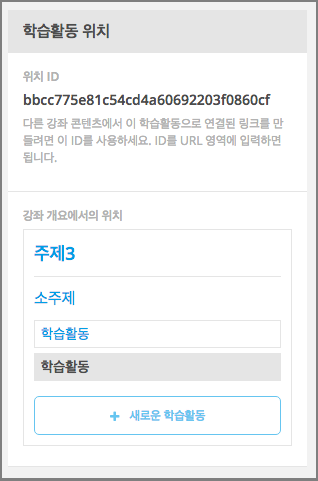 학습활동 위치
위치 ID
bbcc775e81c54cd4a60692203f0860cf
다른 강좌 콘텐츠에서 이 학습활동으로 연결된 링크를 만
들려면 이 ID를 사용하세요. ID를 URL 영역에 입력하면
됩니다.
강좌 개요에서의 위치
주제3
소주제
학습활동
학습활동
+ 새로운 학습활동